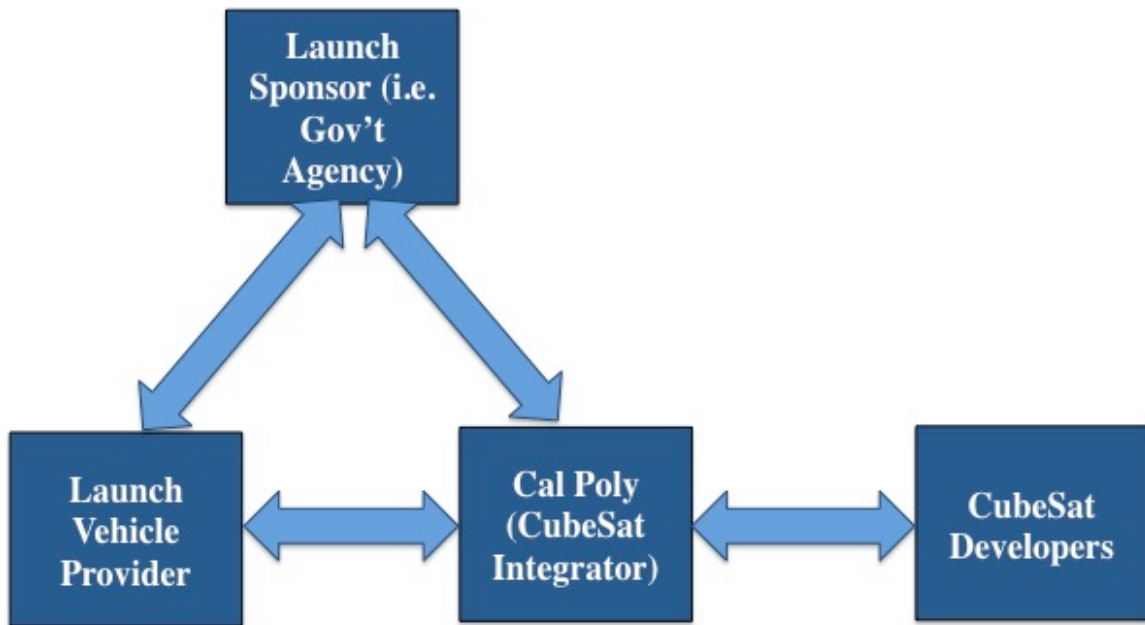 Launch
Sponsor (i.e.
Gov’t
Agency)
Launch
Vehicle
Provider
Cal Poly
(CubeSat
Integrator)
CubeSat
Developers